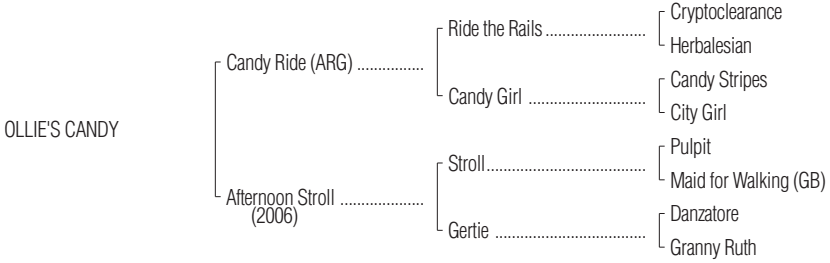 Cryptoclearance
Ride the Rails ........................
Herbalesian
Candy Ride (ARG) ................
Candy Stripes
Candy Girl ............................
City Girl
OLLIE'S CANDY
Pulpit
Stroll......................................
Maid for Walking (GB)
Afternoon Stroll ....................
(2006)
Danzatore
Gertie ....................................
Granny Ruth